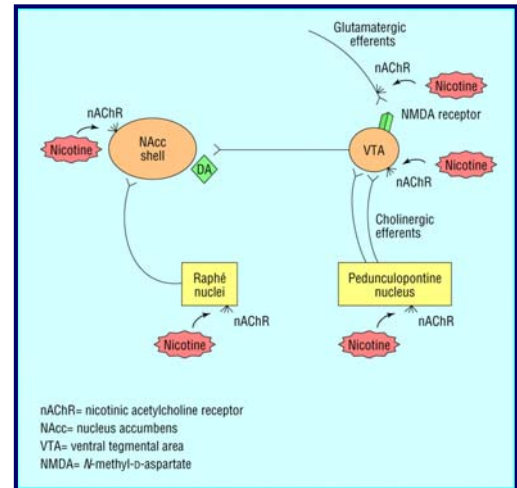 Glutamatergic
efferents
nAChR
Nicotine
nAChR
NMDA receptor
Nicotine
NAcc
shell
DA
VTA
nAChR
Nicotine
Cholinergic
efferents
Raphé
nuclei
Pedunculopontine
nucleus
nAChR
Nicotine
nAChR
Nicotine
nAChR= nicotinic acetylcholine receptor
NAcc= nucleus accumbens
VTA= ventral tegmental area
NMDA= N-methyl-D-aspartate